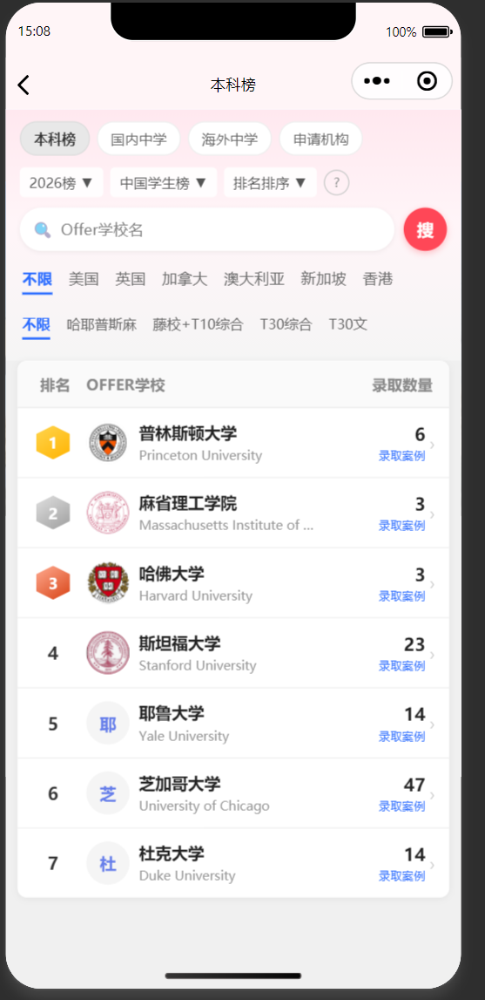 15:08 100%
本科榜
本科榜 国内中学 海外中学 申请机构
2026榜 ▼ 中国学生榜 ▼ 排名排序 ▼ ?
Offer学校名 搜
不限 美国 英国 加拿大 澳大利亚 新加坡 香港
不限 哈耶普斯麻 藤校+T10综合 T30综合 T30文
排名 OFFER学校 录取数量
1 普林斯顿大学 6
Princeton University 录取案例
2 麻省理工学院 3
Massachusetts Institute of ... 录取案例
3 哈佛大学 3
Harvard University 录取案例
4 斯坦福大学 23
Stanford University 录取案例
5 耶 耶鲁大学 14
Yale University 录取案例
6 芝 芝加哥大学 47
University of Chicago 录取案例
7 杜 杜克大学 14
Duke University 录取案例